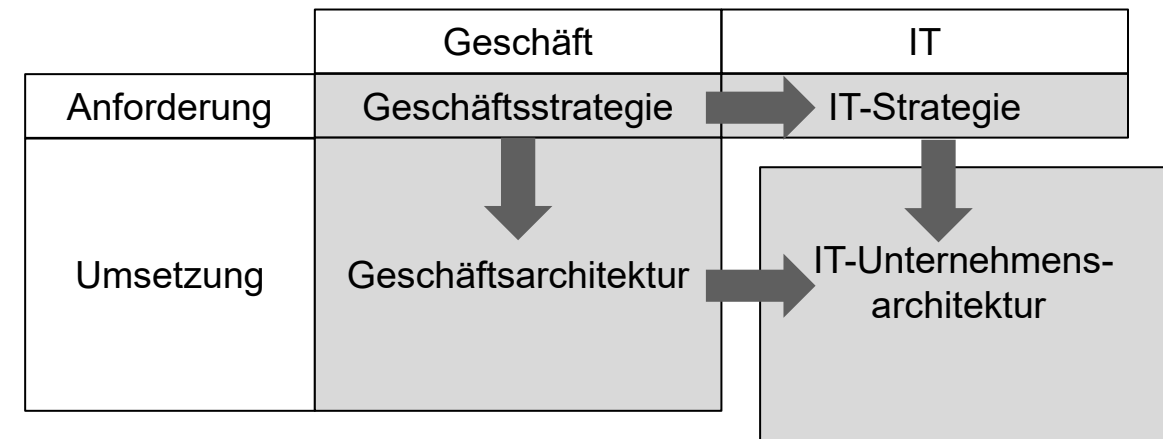 Geschäft
IT
Anforderung
Geschäftsstrategie
IT-Strategie
Umsetzung
Geschäftsarchitektur
IT-Unternehmens-
architektur